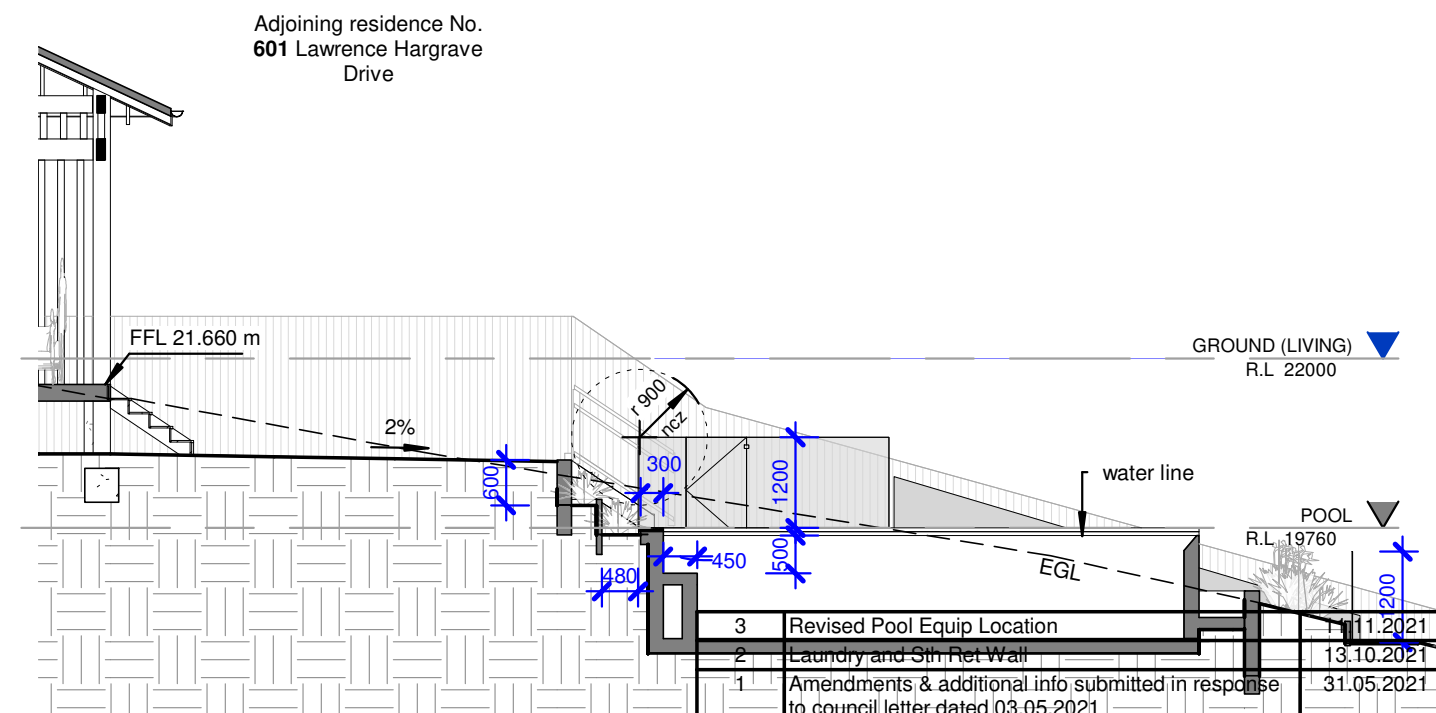 Adjoining residence No.
601 Lawrence Hargrave
Drive
FFL 21.660 m
GROUND (LIVING)
R.L 22000
r 900
ncz
2%
300
600
1200
water line
POOL
R.L 19760
500
450
EGL
480
1200
3 Revised Pool Equip Location 11.11.2021
2 Laundry and Sth Ret Wall 13.10.2021
1 Amendments & additional info submitted in response 31.05.2021
to council letter dated 03.05.2021